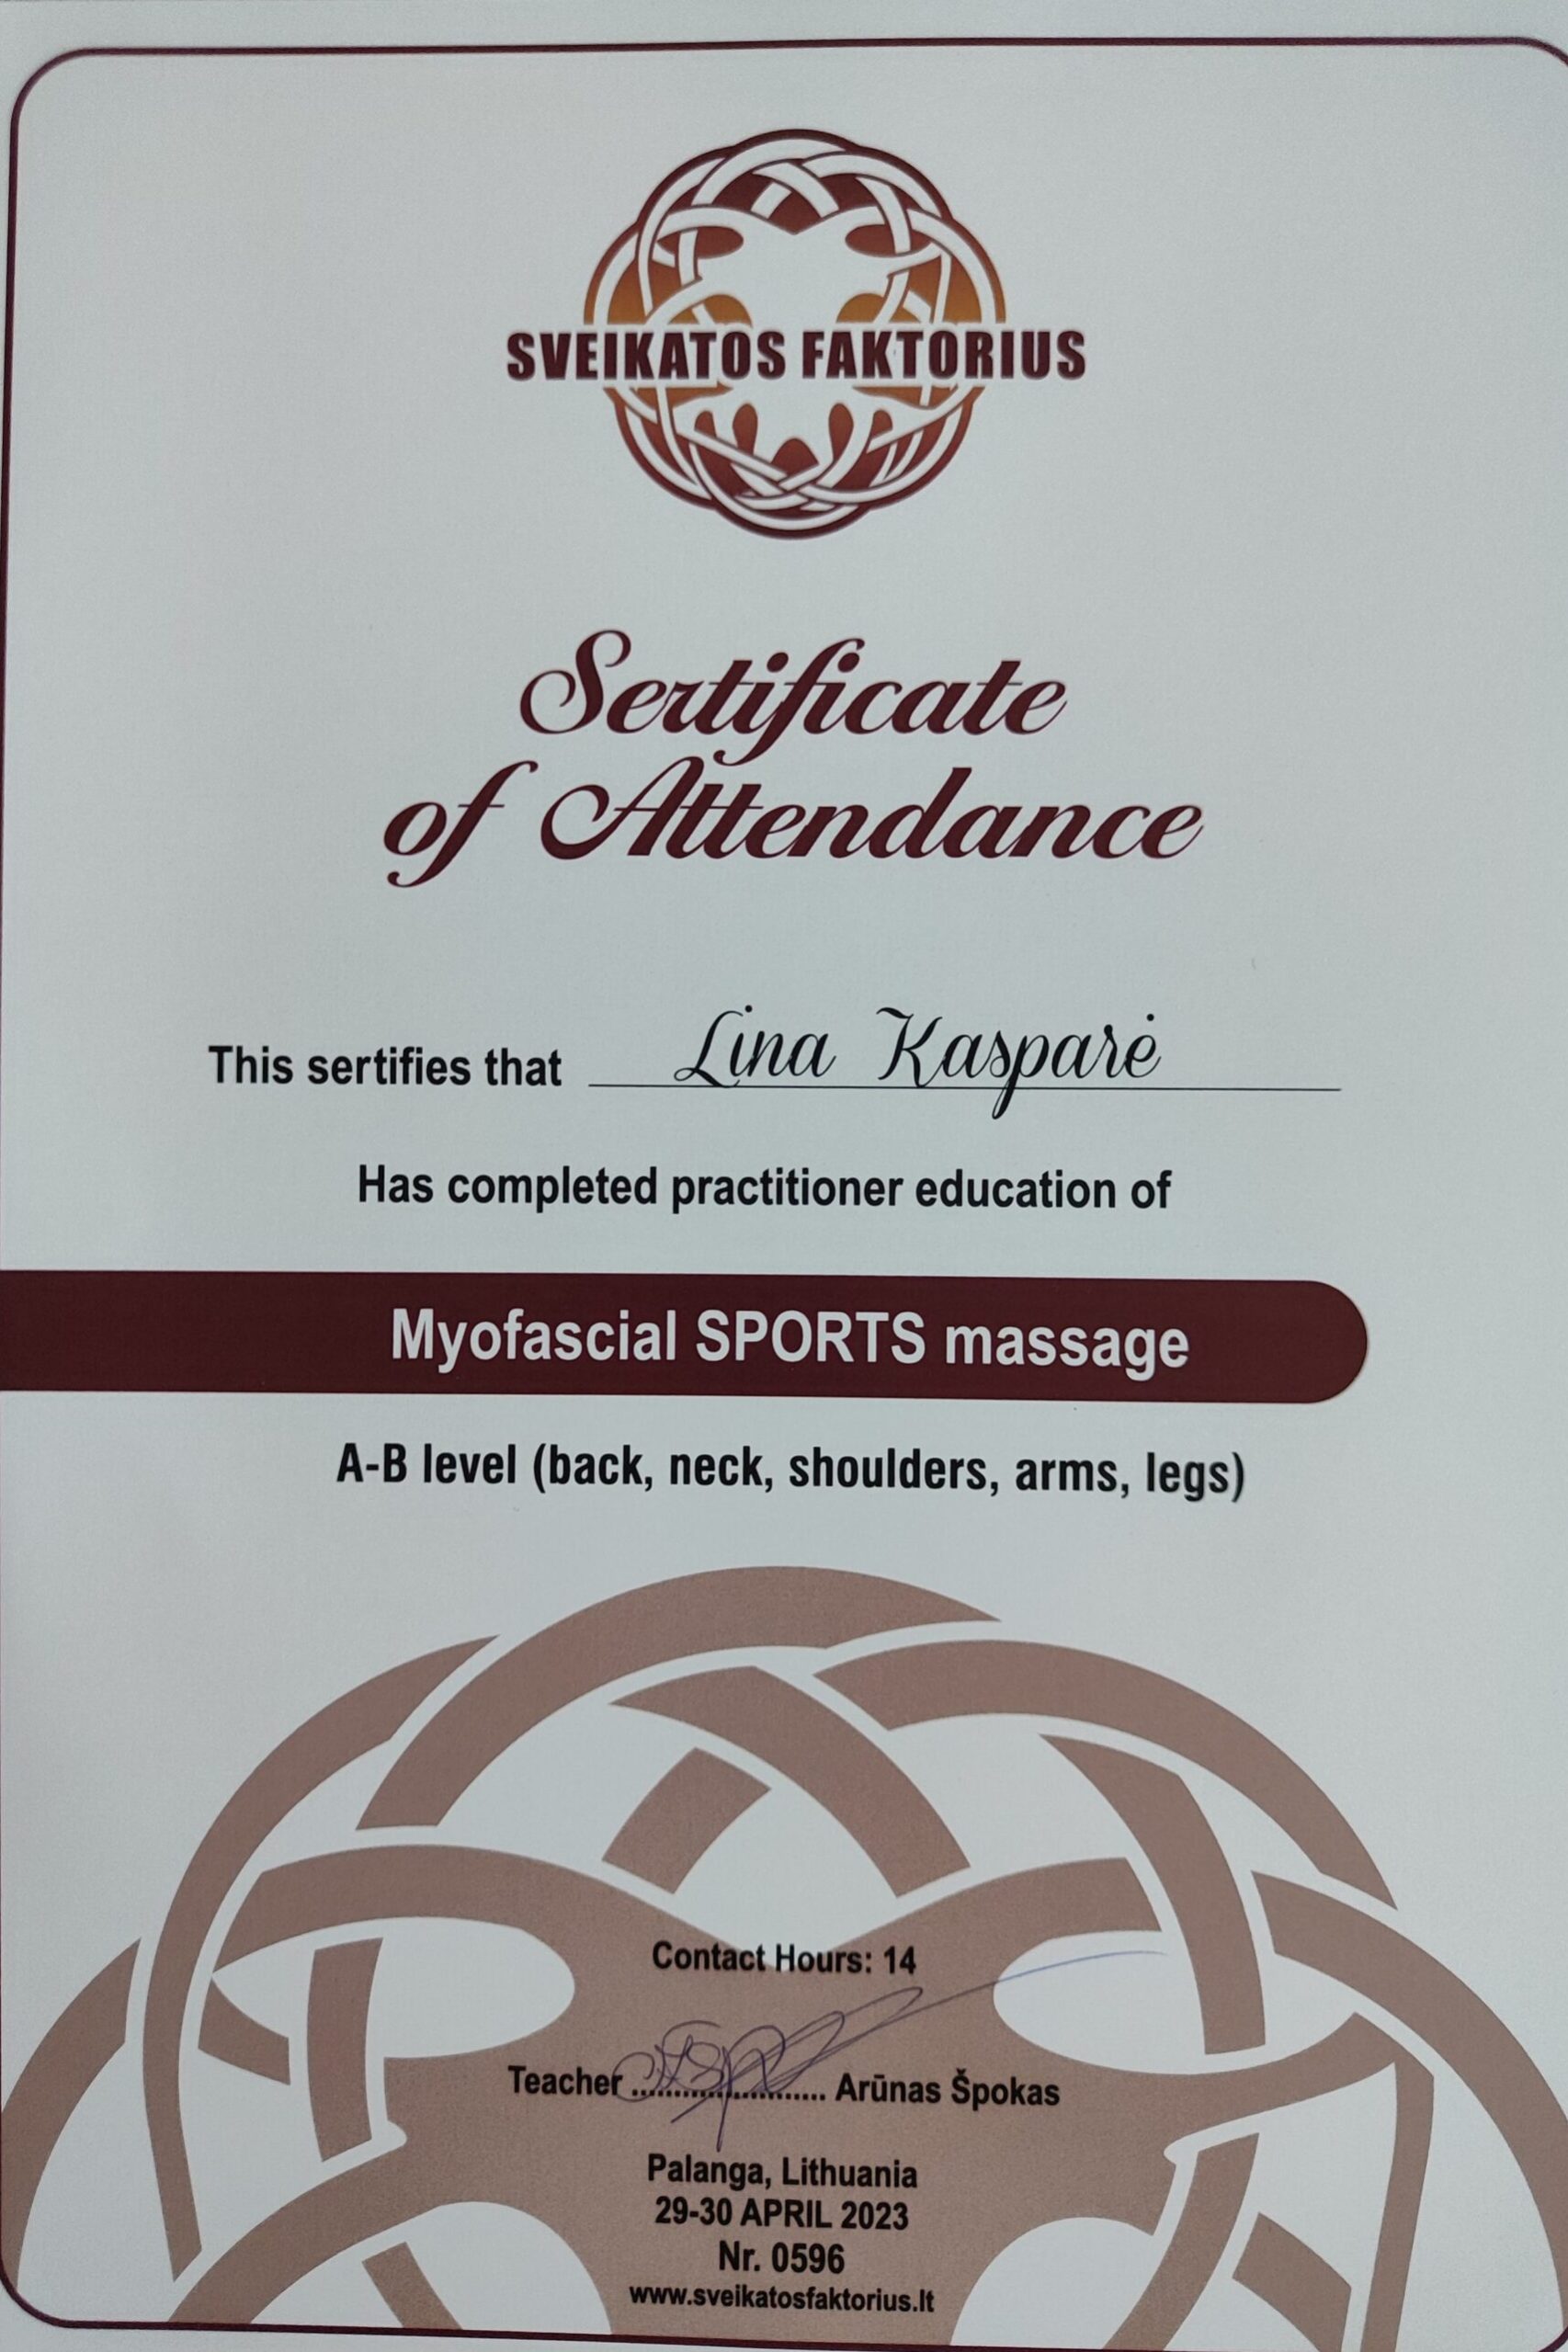 SVEIKATOS FAKTORIUS
Sertificate
of Attendance
This sertifies that Lina Kasparė
Has completed practitioner education of
Myofascial SPORTS massage
A-B level (back, neck, shoulders, arms, legs)
Contact Hours: 14
Teacher ........................ Arūnas Špokas
Palanga, Lithuania
29-30 APRIL 2023
Nr. 0596
www.sveikatosfaktorius.lt